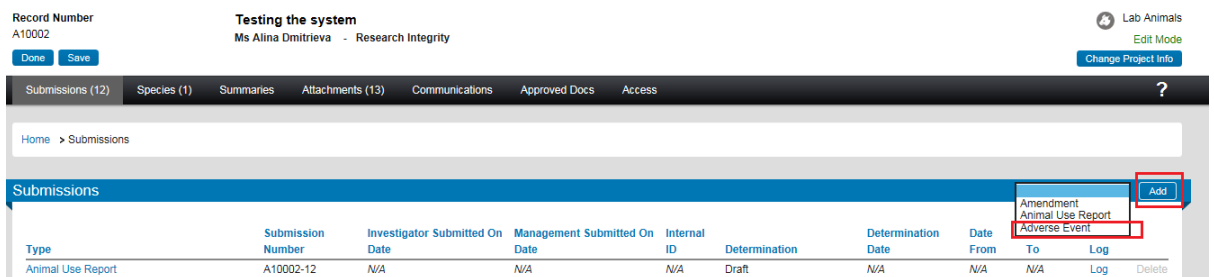 Record Number
Testing the system
Lab Animals
A10002
Ms Alina Dmitrieva - Research Integrity
Edit Mode
Done Save
Change Project Info
Submissions (12) Species (1) Summaries Attachments (13) Communications Approved Docs Access ?
Home > Submissions
Submissions
Add
Amendment
Animal Use Report
Adverse Event
Type Submission Number Investigator Submitted On Date Management Submitted On Date Internal ID Determination Determination Date Date From To Log
Animal Use Report A10002-12 N/A N/A N/A Draft N/A N/A N/A Log Delete